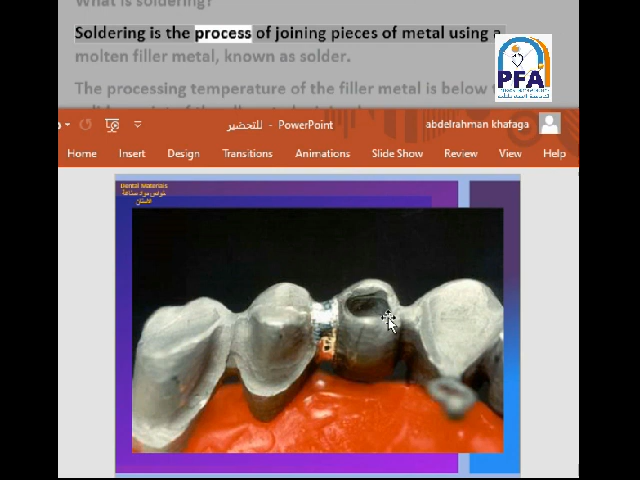 What is soldering?
Soldering is the process of joining pieces of metal using a
molten filler metal, known as solder.
The processing temperature of the filler metal is below
PFA
للتحضير - PowerPoint
abdelrahman khafaga
Home Insert Design Transitions Animations Slide Show Review View Help
Dental Materials